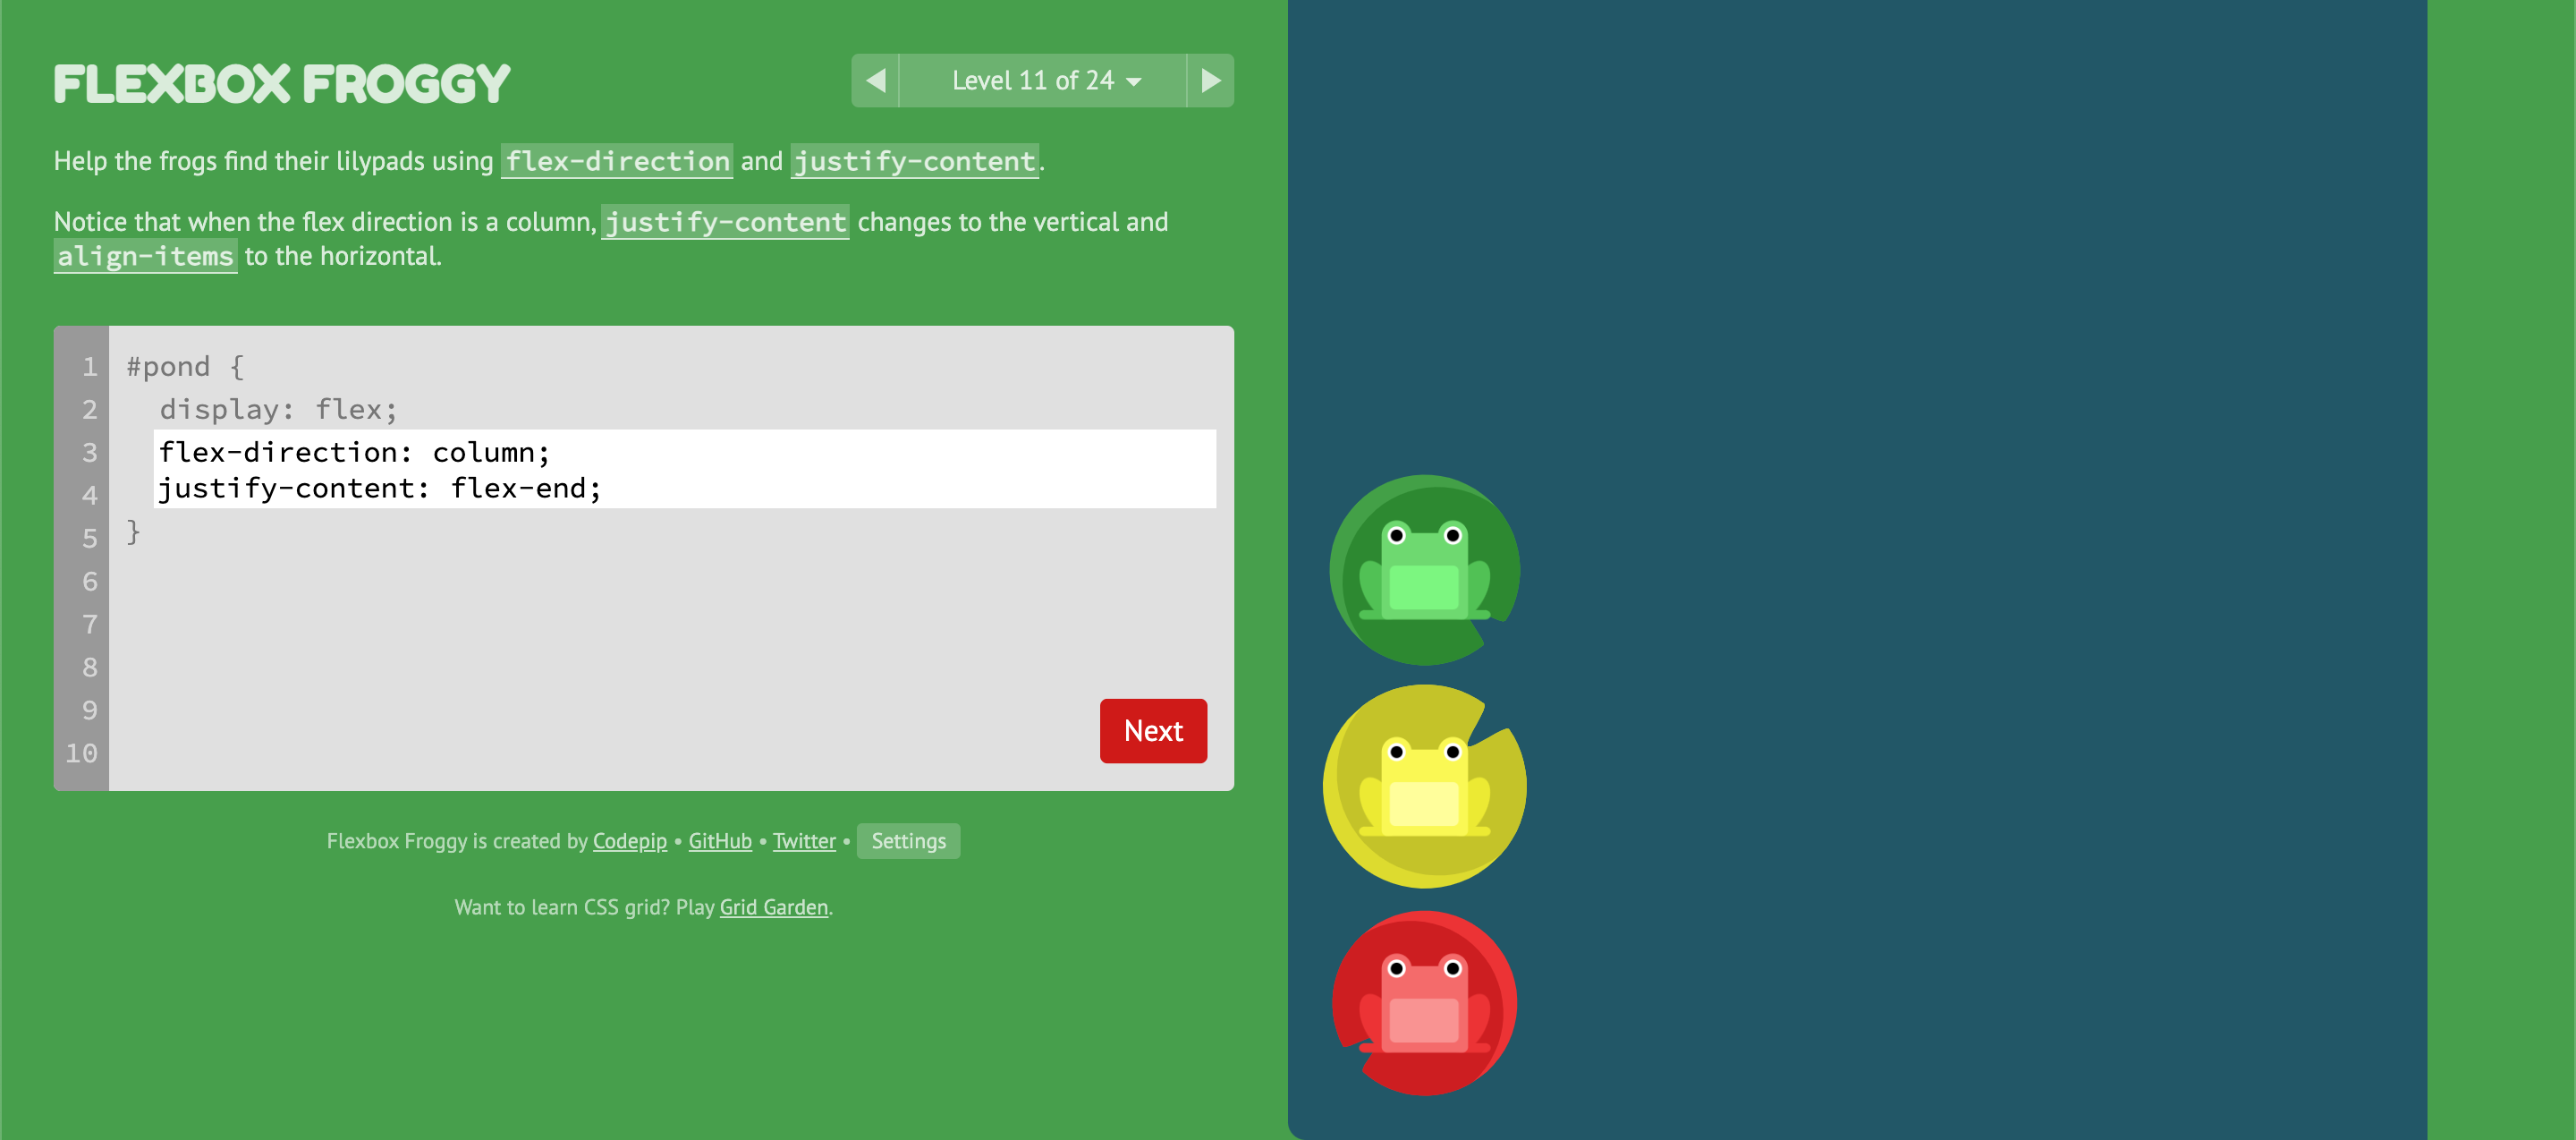 FLEXBOX FROGGY
Level 11 of 24
Help the frogs find their lilypads using flex-direction and justify-content.
Notice that when the flex direction is a column, justify-content changes to the vertical and
align-items to the horizontal.
1 #pond {
2 display: flex;
3 flex-direction: column;
4 justify-content: flex-end;
5 }
6
7
8
9
10
Next
Flexbox Froggy is created by Codepip • GitHub • Twitter • Settings
Want to learn CSS grid? Play Grid Garden.